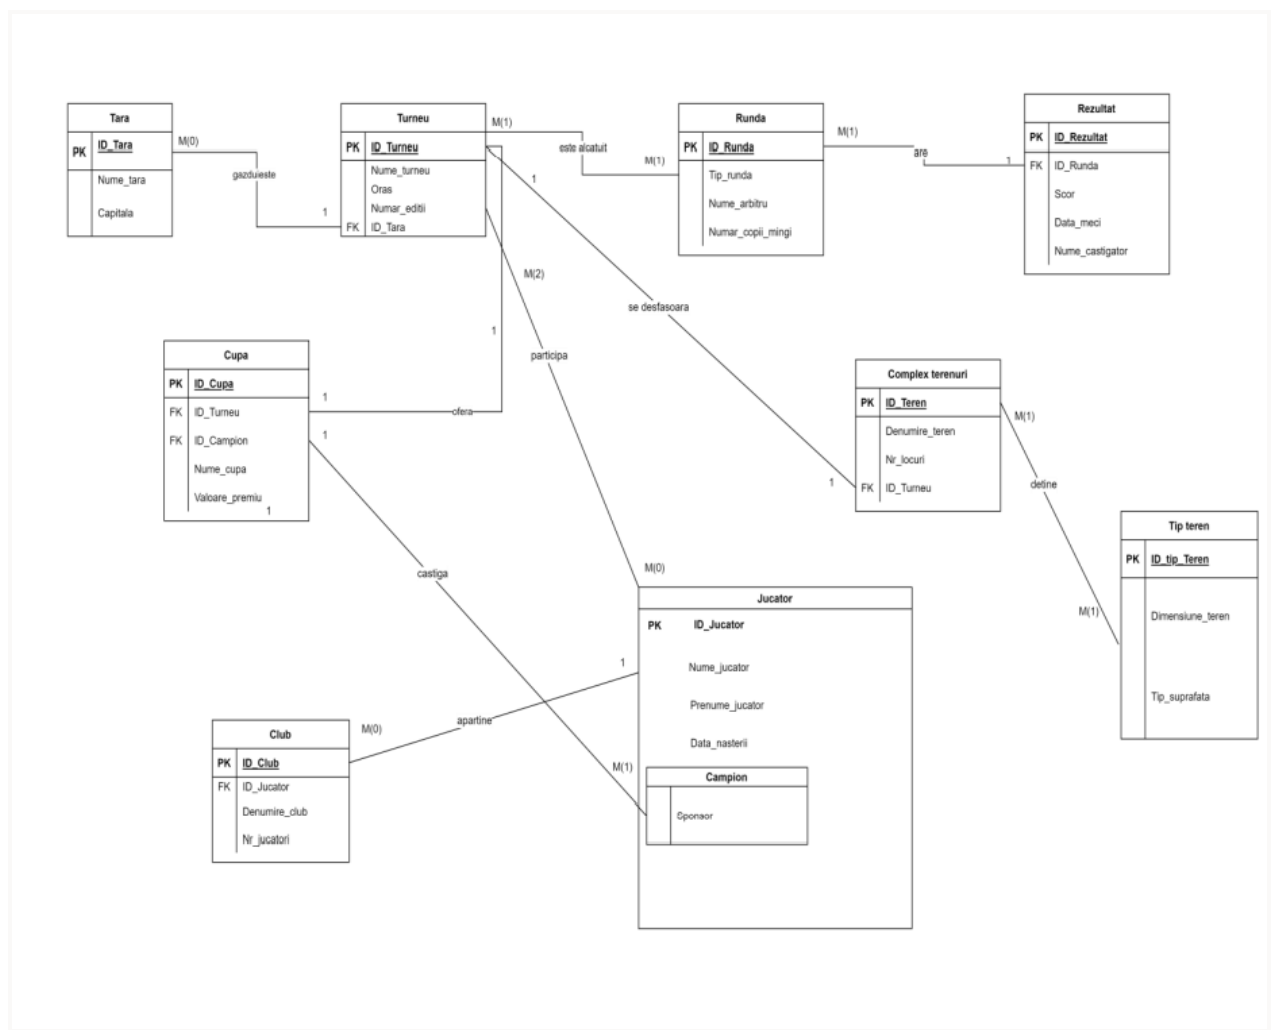 Tara
PK ID_Tara
Nume_tara
Capitala
M(0)
gazduieste
1
Turneu
PK ID_Turneu
Nume_turneu
Oras
Numar_editii
FK ID_Tara
M(1)
este alcatuit
M(1)
Runda
PK ID_Runda
Tip_runda
Nume_arbitru
Numar_copii_mingi
M(1)
are
1
Rezultat
PK ID_Rezultat
FK ID_Runda
Scor
Data_meci
Nume_castigator
1
se desfasoara
1
M(2)
participa
M(0)
1
ofera
1
Cupa
PK ID_Cupa
FK ID_Turneu
FK ID_Campion
Nume_cupa
Valoare_premiu
1
1
castiga
M(1)
Complex terenuri
PK ID_Teren
Denumire_teren
Nr_locuri
FK ID_Turneu
M(1)
detine
M(1)
Tip teren
PK ID_tip_Teren
Dimensiune_teren
Tip_suprafata
Jucator
PK ID_Jucator
Nume_jucator
Prenume_jucator
Data_nasterii
Campion
Sponsor
1
apartine
M(0)
Club
PK ID_Club
FK ID_Jucator
Denumire_club
Nr_jucatori